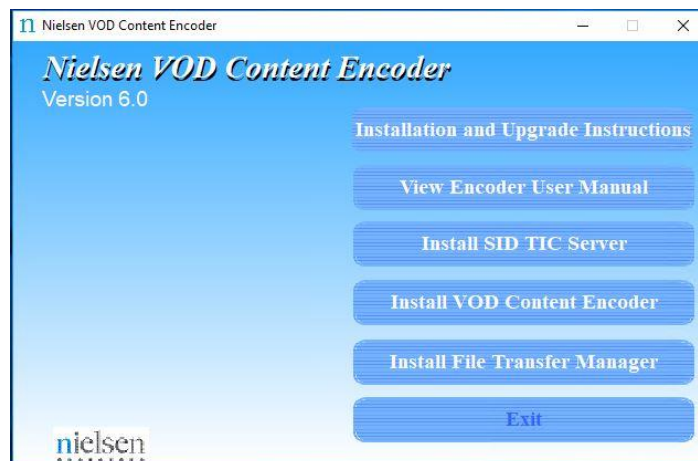 n Nielsen VOD Content Encoder
Nielsen VOD Content Encoder
Version 6.0
Installation and Upgrade Instructions
View Encoder User Manual
Install SID TIC Server
Install VOD Content Encoder
Install File Transfer Manager
Exit
nielsen